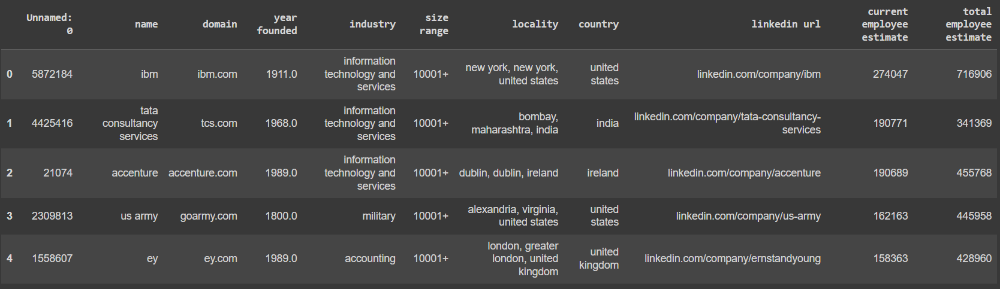 Unnamed: 0 name domain year founded industry size range locality country linkedin url current employee estimate total employee estimate
0 5872184 ibm ibm.com 1911.0 information technology and services 10001+ new york, new york, united states united states linkedin.com/company/ibm 274047 716906
1 4425416 tata consultancy services tcs.com 1968.0 information technology and services 10001+ bombay, maharashtra, india india linkedin.com/company/tata-consultancy-services 190771 341369
2 21074 accenture accenture.com 1989.0 information technology and services 10001+ dublin, dublin, ireland ireland linkedin.com/company/accenture 190689 455768
3 2309813 us army goarmy.com 1800.0 military 10001+ alexandria, virginia, united states united states linkedin.com/company/us-army 162163 445958
4 1558607 ey ey.com 1989.0 accounting 10001+ london, greater london, united kingdom united kingdom linkedin.com/company/ernstandyoung 158363 428960